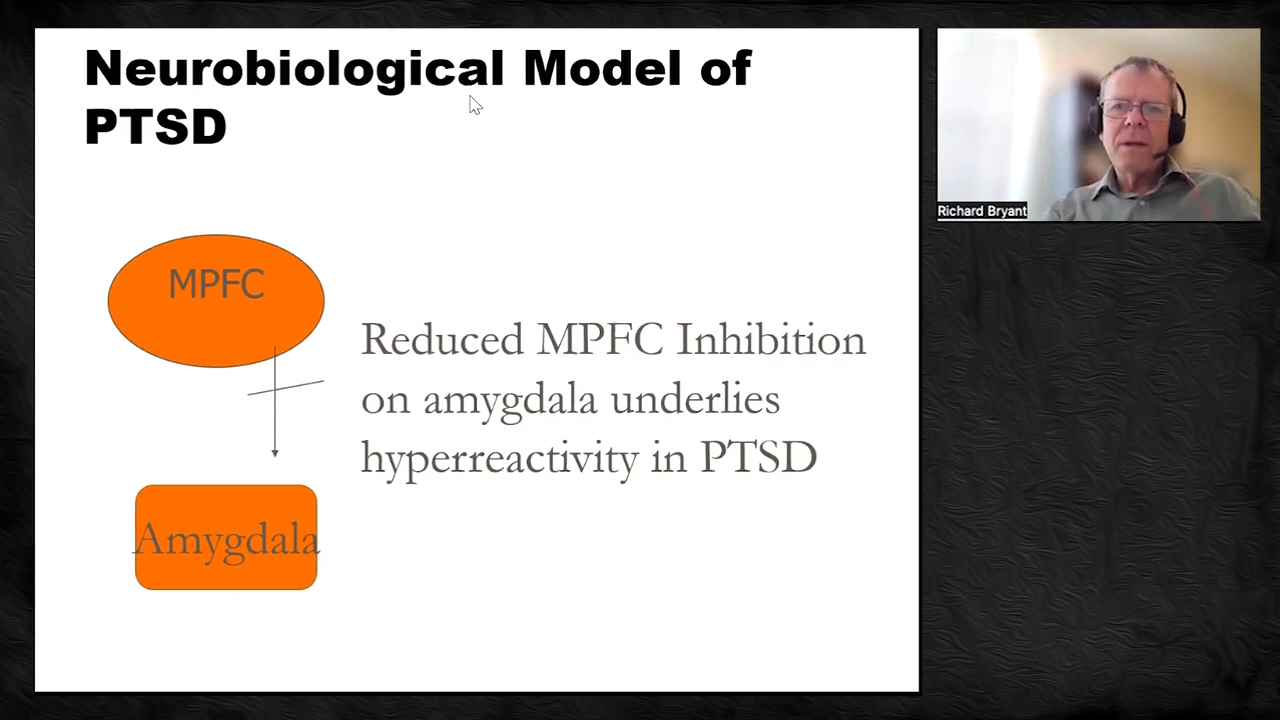 Neurobiological Model of
PTSD
MPFC
Reduced MPFC Inhibition
on amygdala underlies
hyperreactivity in PTSD
Amygdala
Richard Bryant